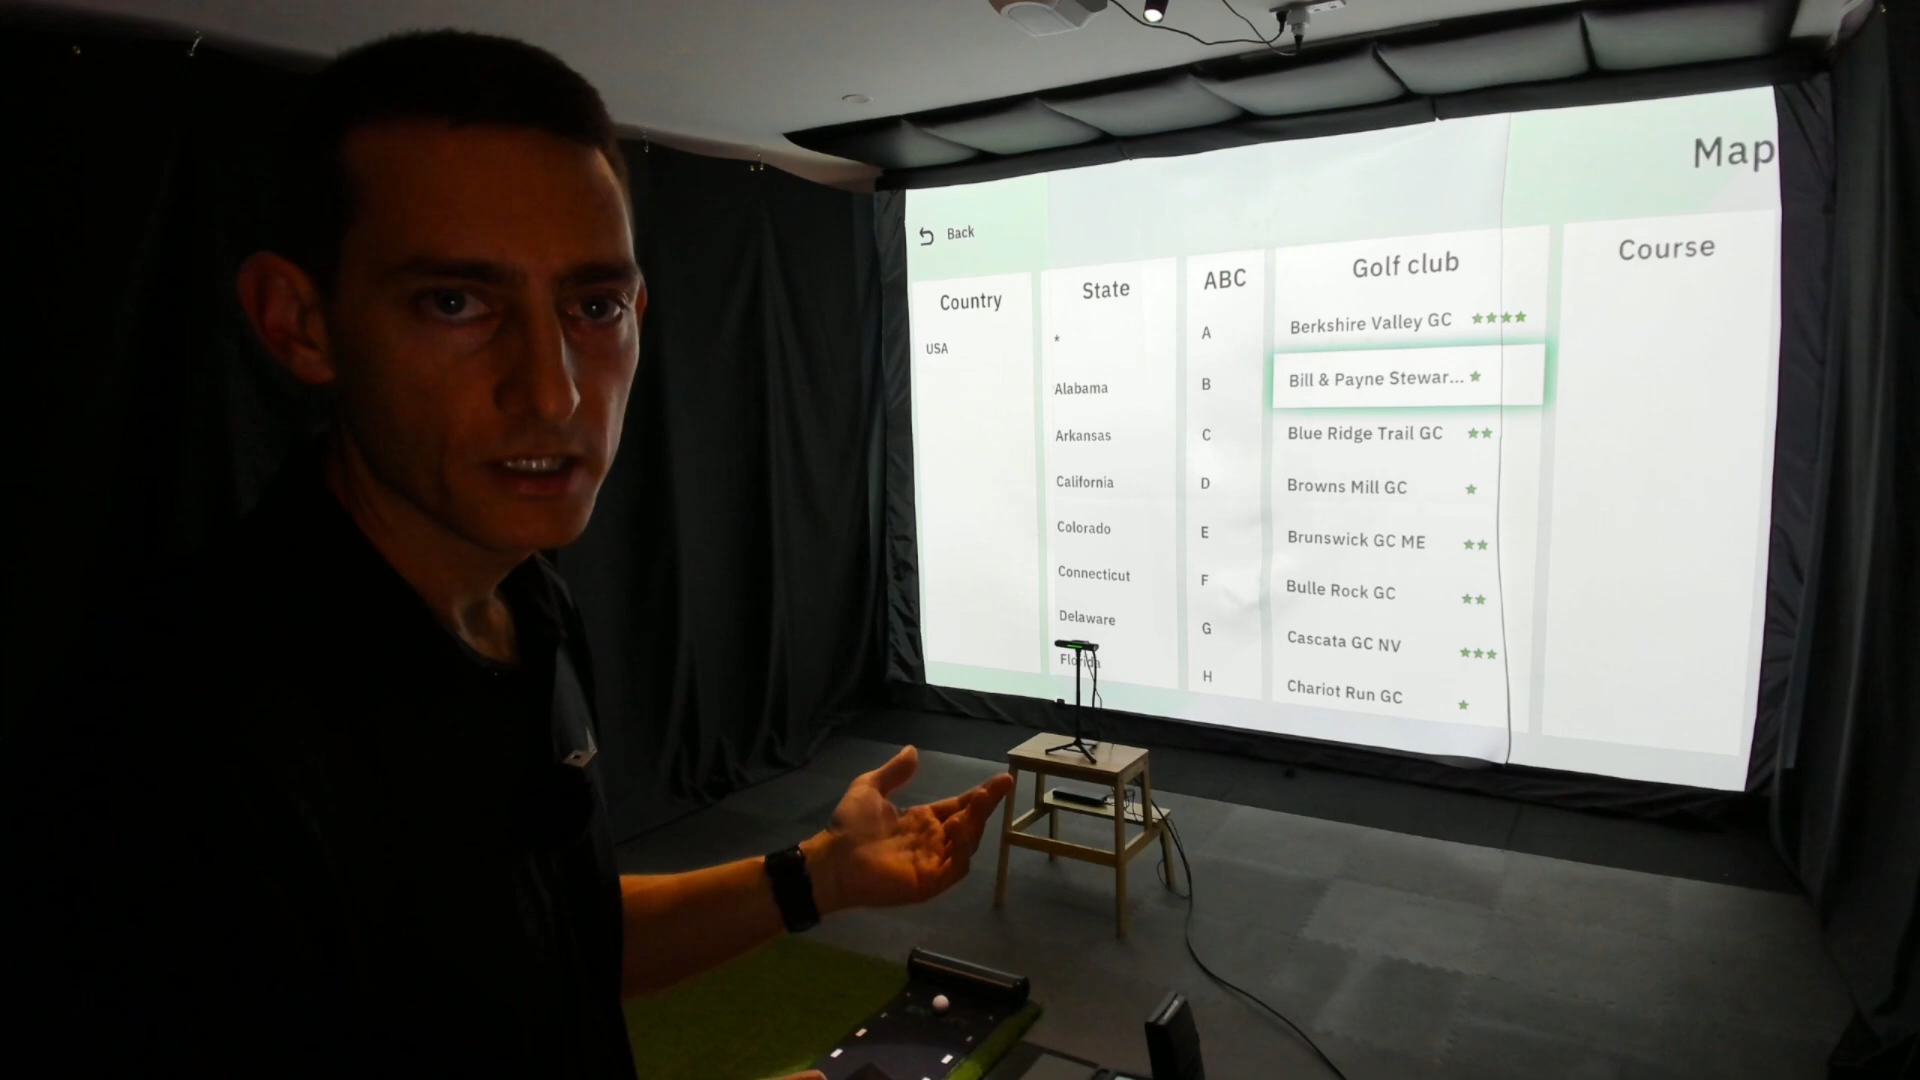 Map
Back
Country
USA
State
*
Alabama
Arkansas
California
Colorado
Connecticut
Delaware
Florida
ABC
A
B
C
D
E
F
G
H
Golf club
Berkshire Valley GC ★★★★
Bill & Payne Stewar... ★
Blue Ridge Trail GC ★★
Browns Mill GC ★
Brunswick GC ME ★★
Bulle Rock GC ★★
Cascata GC NV ★★★
Chariot Run GC ★
Course